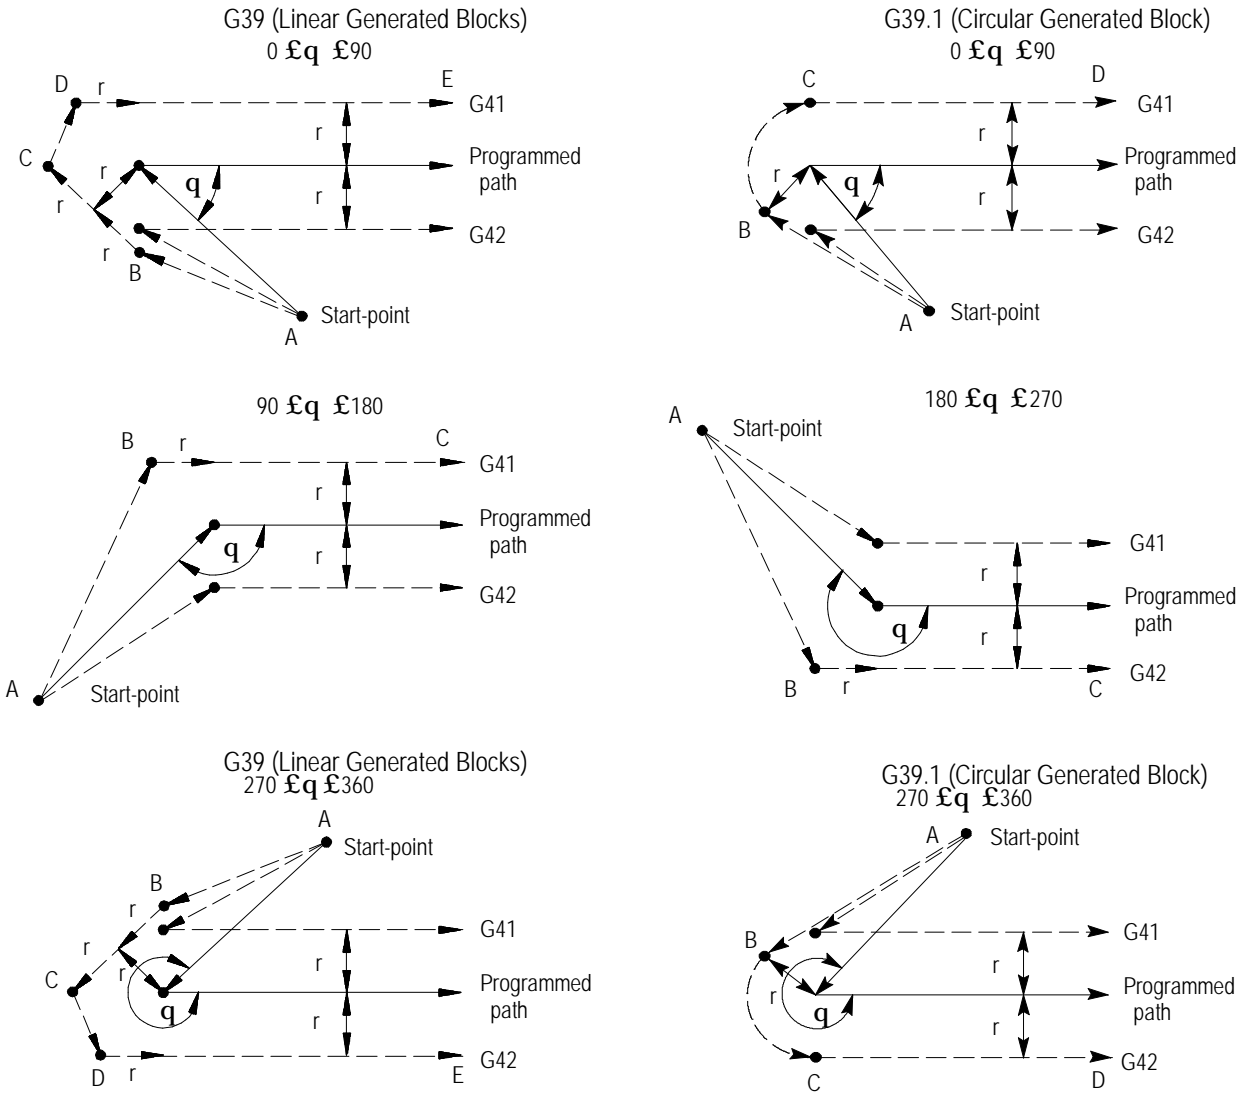 G39 (Linear Generated Blocks)
0 £q £90
D
r
E
G41
r
C
r
Programmed
path
q
r
r
G42
r
B
Start-point
A
G39.1 (Circular Generated Block)
0 £q £90
C
D
G41
r
Programmed
path
r
q
r
B
G42
A
Start-point
90 £q £180
B
r
C
G41
r
Programmed
path
q
r
G42
A
Start-point
180 £q £270
A
Start-point
G41
r
Programmed
path
q
r
B
r
C
G42
G39 (Linear Generated Blocks)
270 £q £360
A
Start-point
B
r
G41
r
r
r
C
Programmed
path
q
r
D
r
E
G42
G39.1 (Circular Generated Block)
270 £q £360
A
Start-point
G41
B
r
r
Programmed
path
q
r
C
D
G42